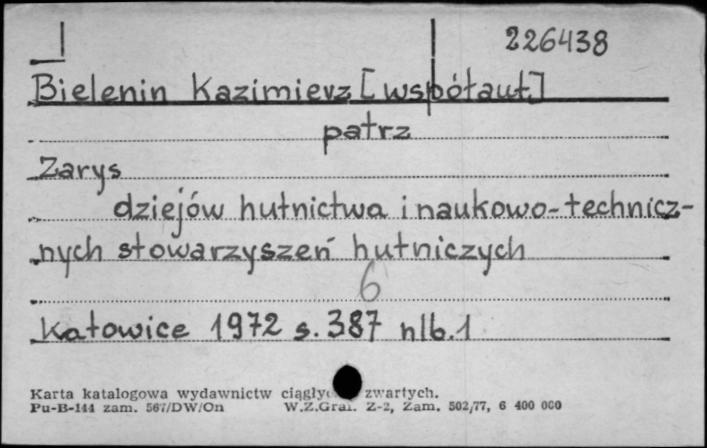 226438
Bielenin Kazimierz [współaut.]
patrz
Zarys
dziejów hutnictwa i naukowo-technicz-
nych stowarzyszeń hutniczych
6
Katowice 1972 s. 387 nlb. 1
Karta katalogowa wydawnictw zwartych.
Pu-B-144 zam. 567/DW/On W.Z.Graf. Z-2, Zam. 502/77, 6 400 000